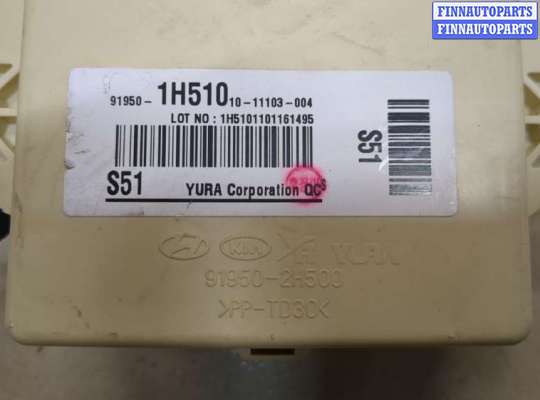 FINNAUTOPARTS
FINNAUTOPARTS
FINNAUTOPARTS
91950- 1H510 10-11103-004
LOT NO : 1H5101101161495
S51 YURA Corporation QC
S51
KIA YURA
91950-2H500
>PP-TD30<